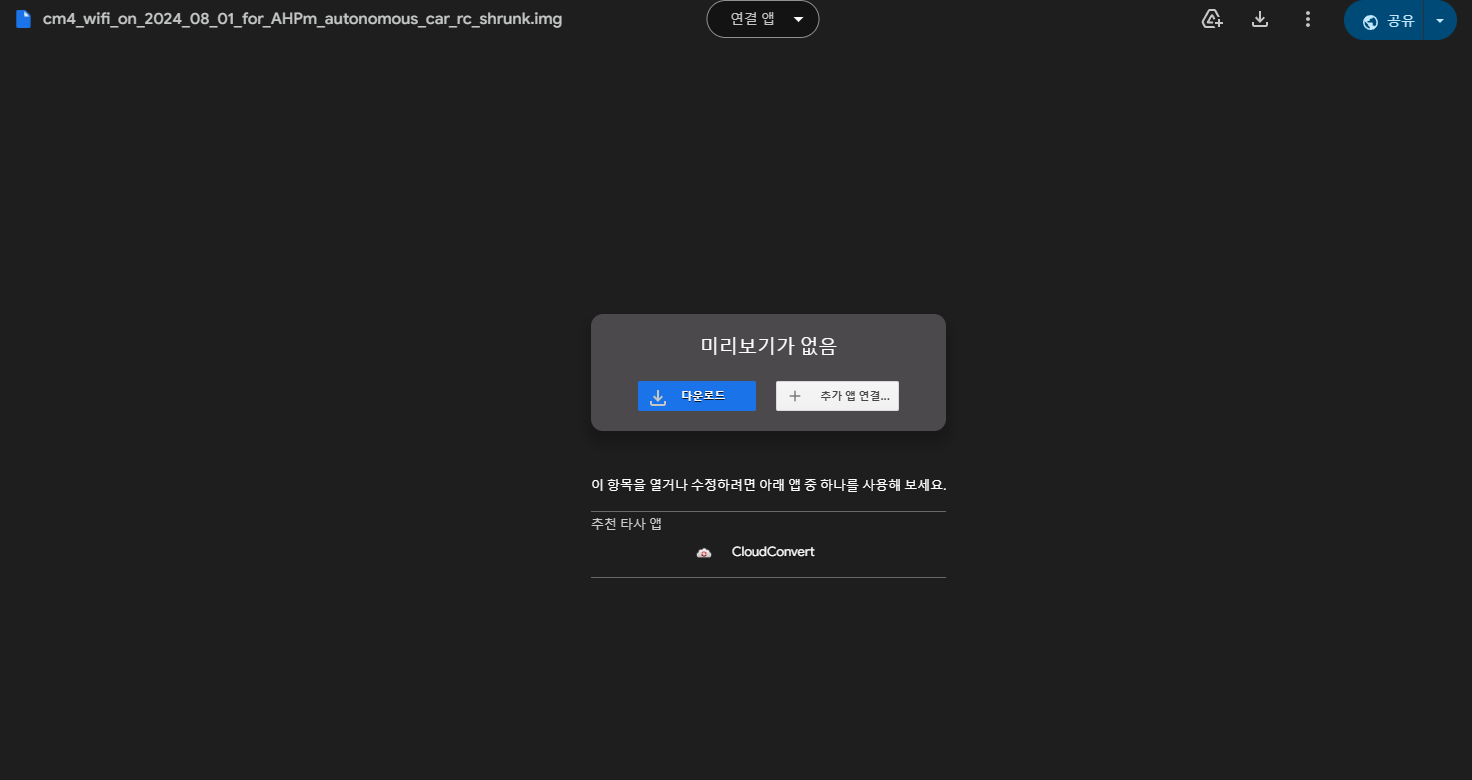 cm4_wifi_on_2024_08_01_for_AHPm_autonomous_car_rc_shrunk.img
연결 앱
공유
미리보기가 없음
다운로드
추가 앱 연결...
이 항목을 열거나 수정하려면 아래 앱 중 하나를 사용해 보세요.
추천 타사 앱
CloudConvert